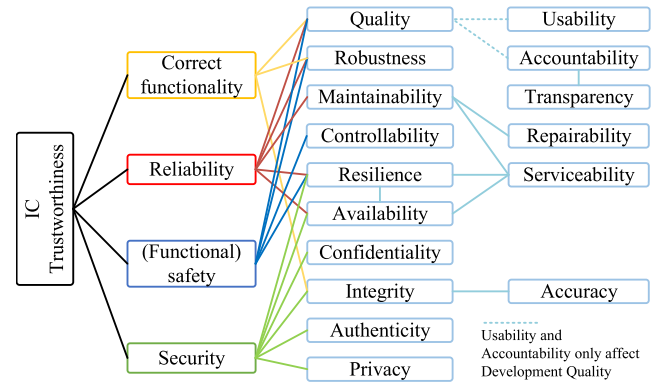 IC
Trustworthiness
Correct
functionality
Reliability
(Functional)
safety
Security
Quality
Robustness
Maintainability
Controllability
Resilience
Availability
Confidentiality
Integrity
Authenticity
Privacy
Usability
Accountability
Transparency
Repairability
Serviceability
Accuracy
Usability and
Accountability only affect
Development Quality